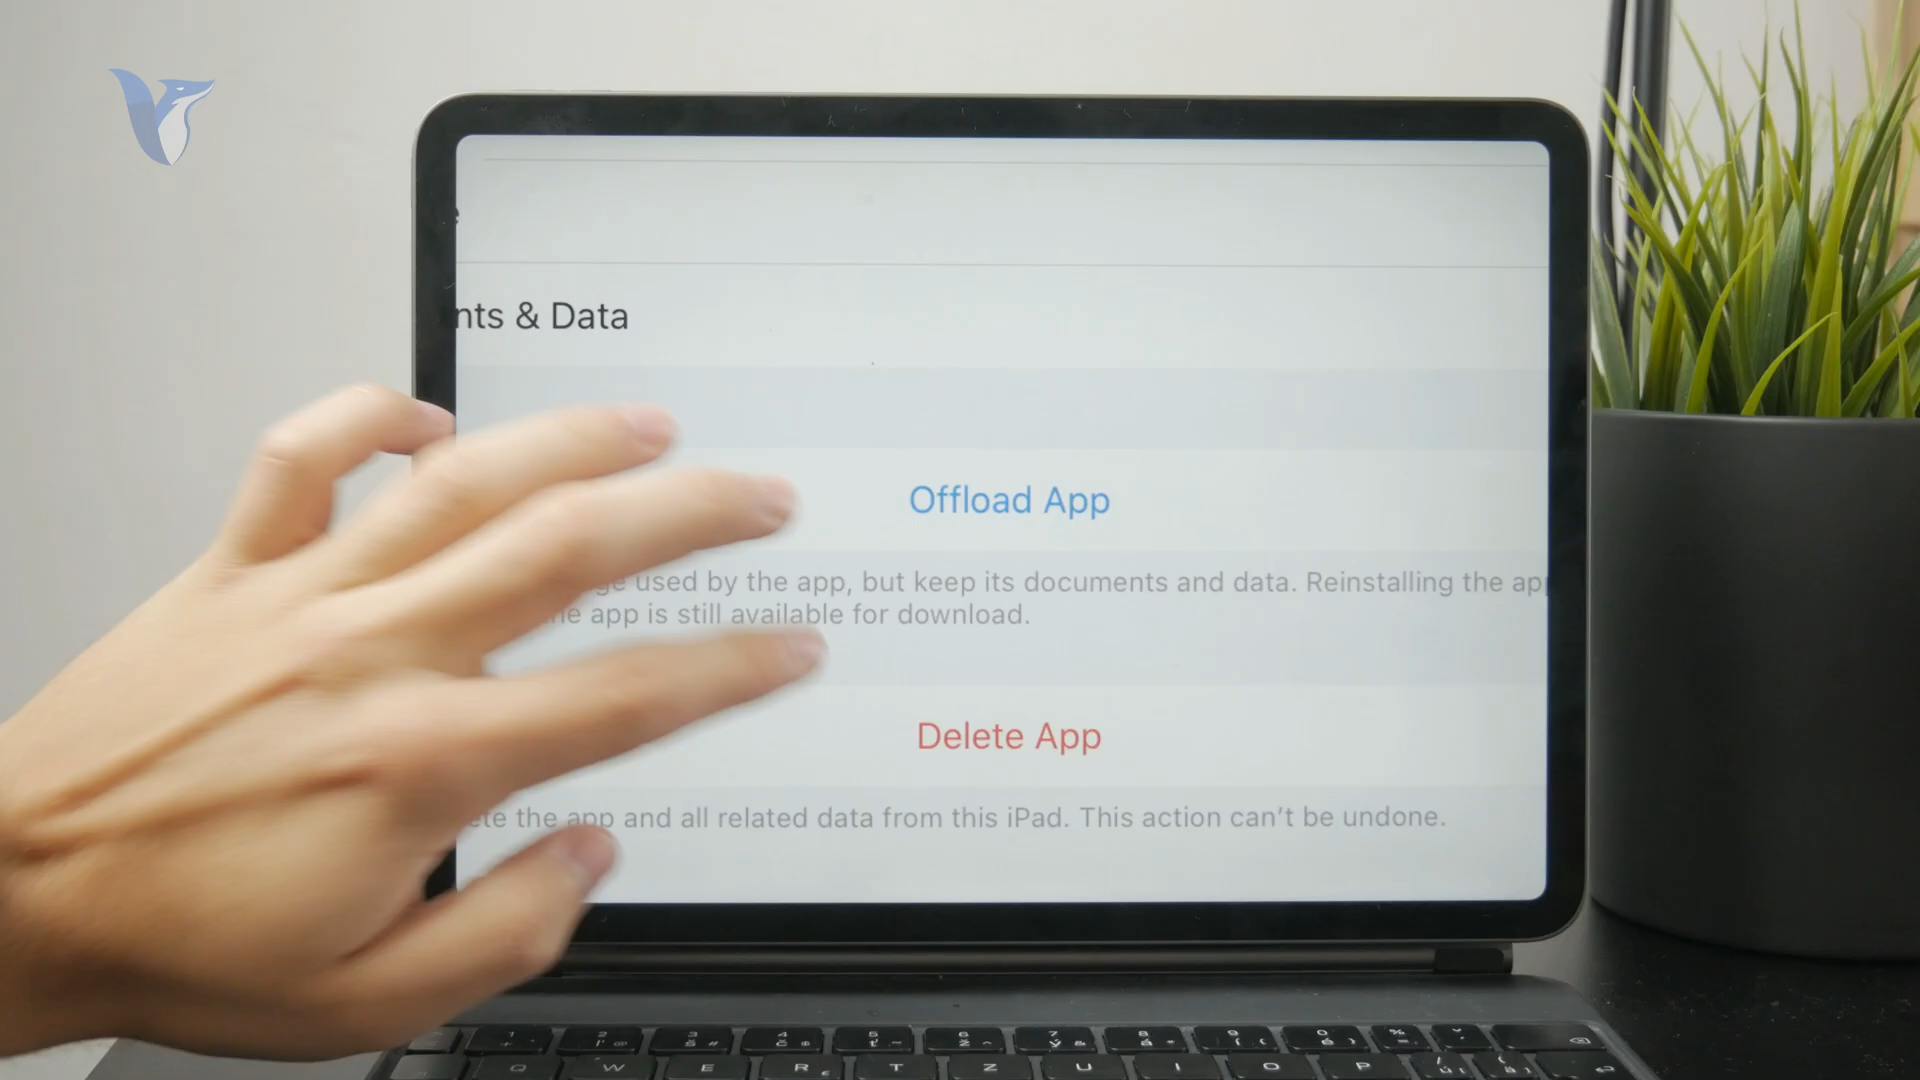 nts & Data
Offload App
used by the app, but keep its documents and data. Reinstalling the app
app is still available for download.
Delete App
the app and all related data from this iPad. This action can’t be undone.
Q W E R T Z U I O P